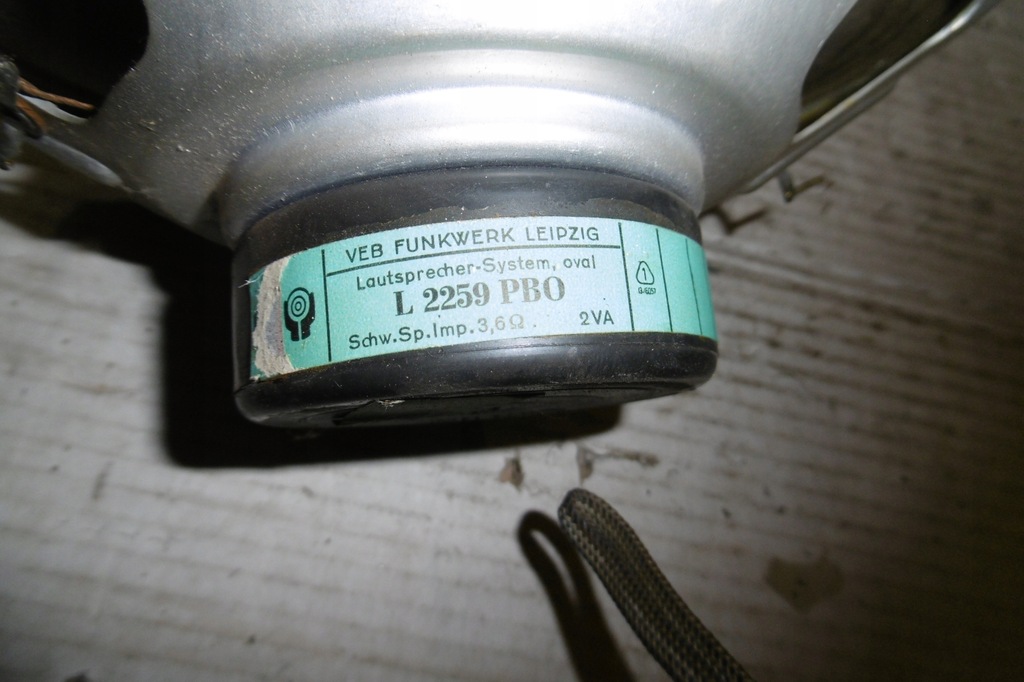 VEB FUNKWERK LEIPZIG
Lautsprecher-System, oval
L 2259 PBO
Schw.Sp.Imp.3,6Ω. 2VA
1